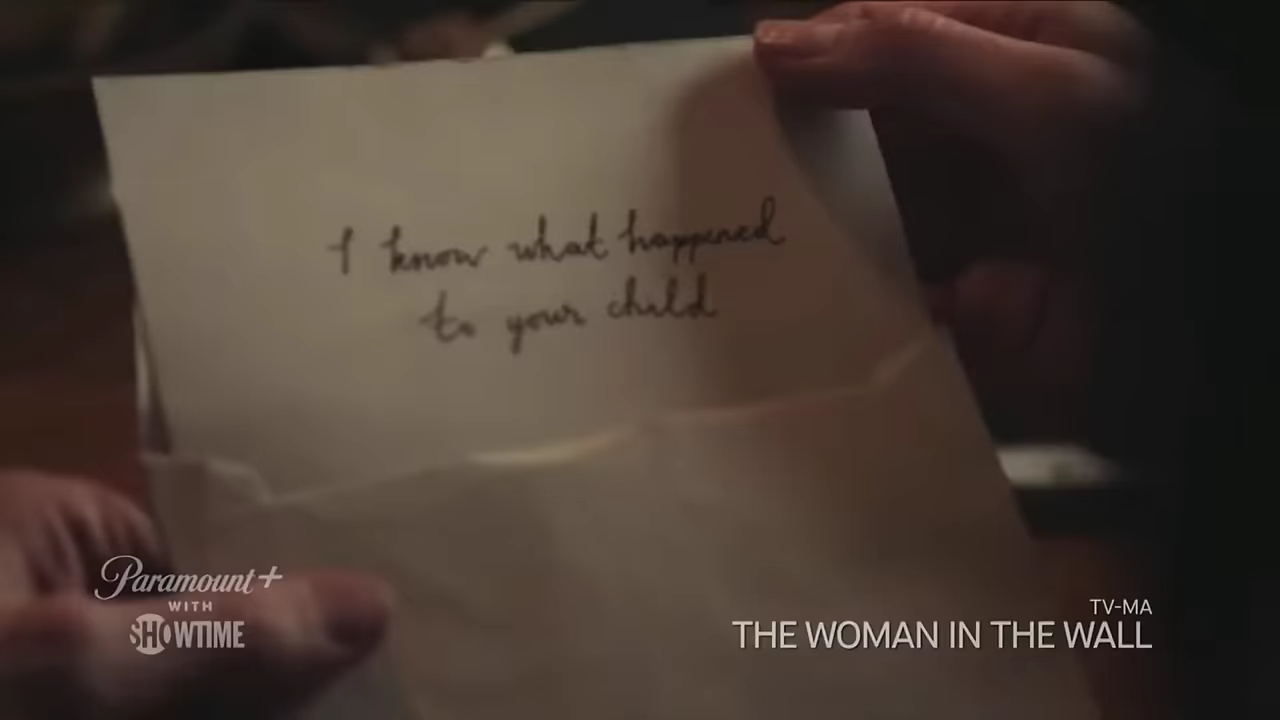 I know what happened
to your child
Paramount+
WITH
SHOWTIME
TV-MA
THE WOMAN IN THE WALL